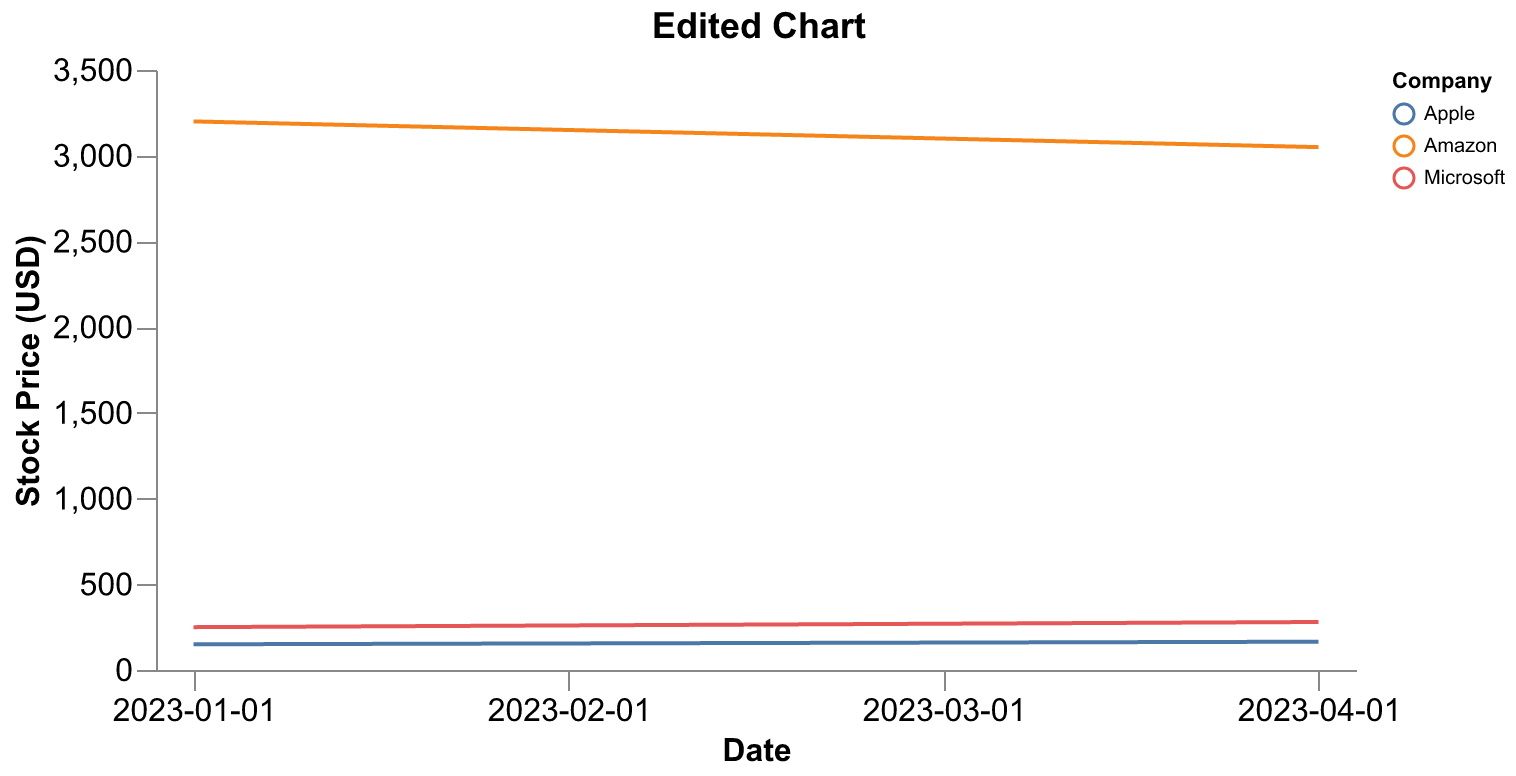 Edited Chart
3,500
3,000
2,500
2,000
1,500
1,000
500
0
Stock Price (USD)
2023-01-01
2023-02-01
2023-03-01
2023-04-01
Date
Company
Apple
Amazon
Microsoft